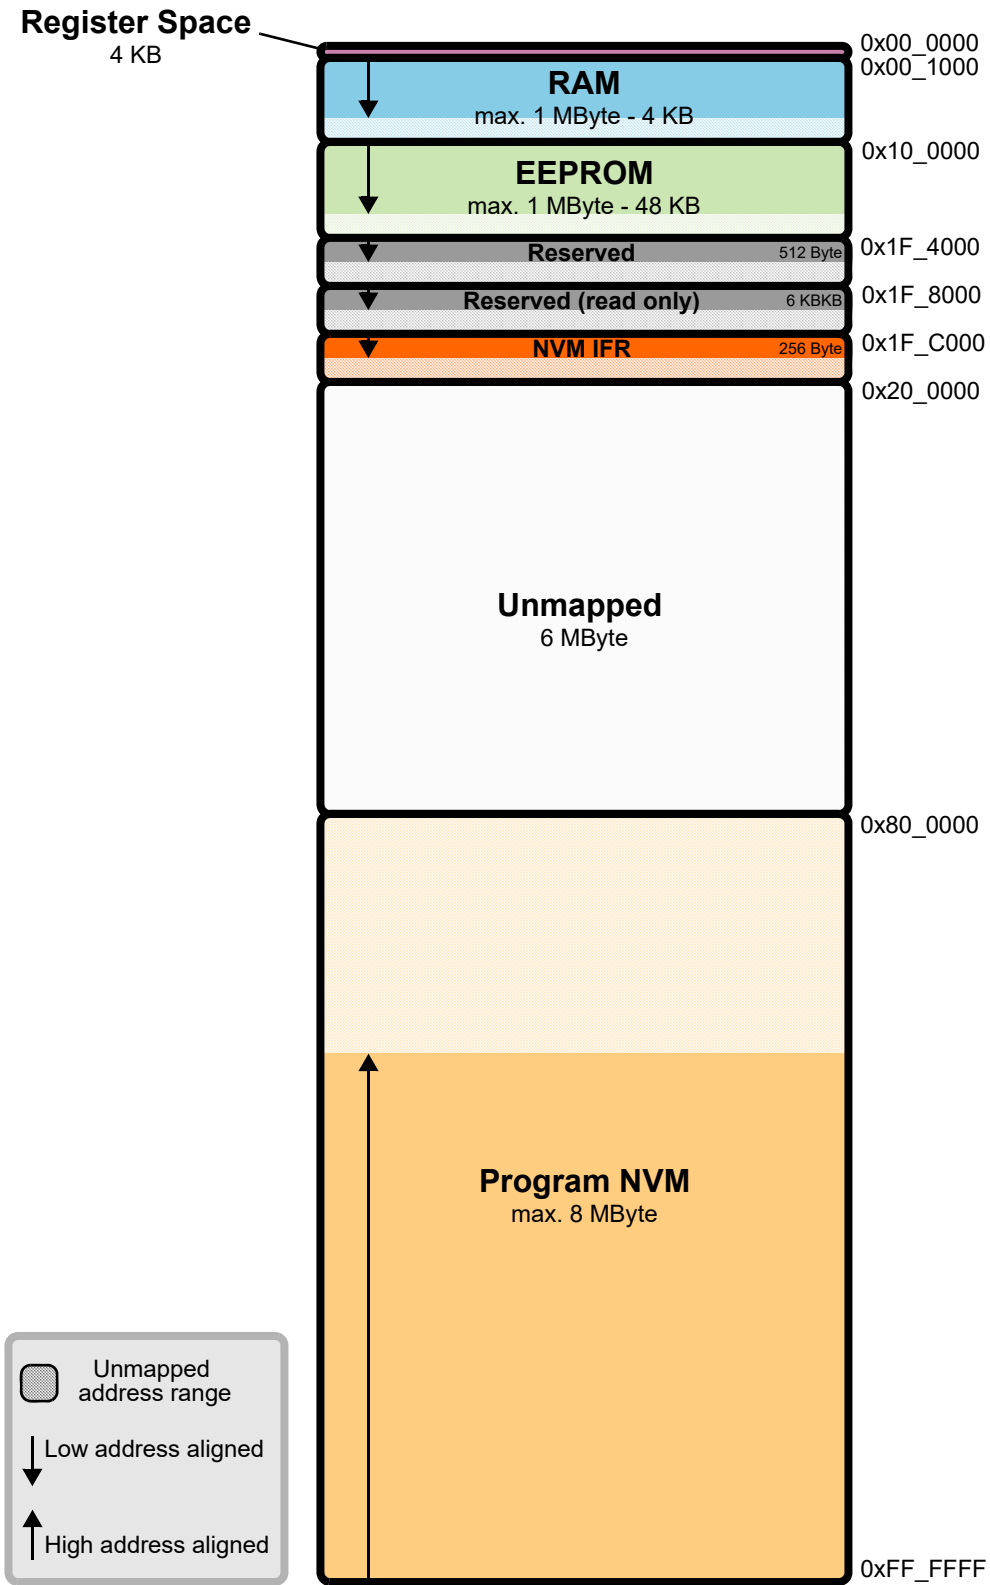 Register Space
4 KB
0x00_0000
0x00_1000
RAM
max. 1 MByte - 4 KB
0x10_0000
EEPROM
max. 1 MByte - 48 KB
Reserved 512 Byte 0x1F_4000
Reserved (read only) 6 KBKB 0x1F_8000
NVM IFR 256 Byte 0x1F_C000
0x20_0000
Unmapped
6 MByte
0x80_0000
Program NVM
max. 8 MByte
Unmapped
address range
Low address aligned
High address aligned
0xFF_FFFF